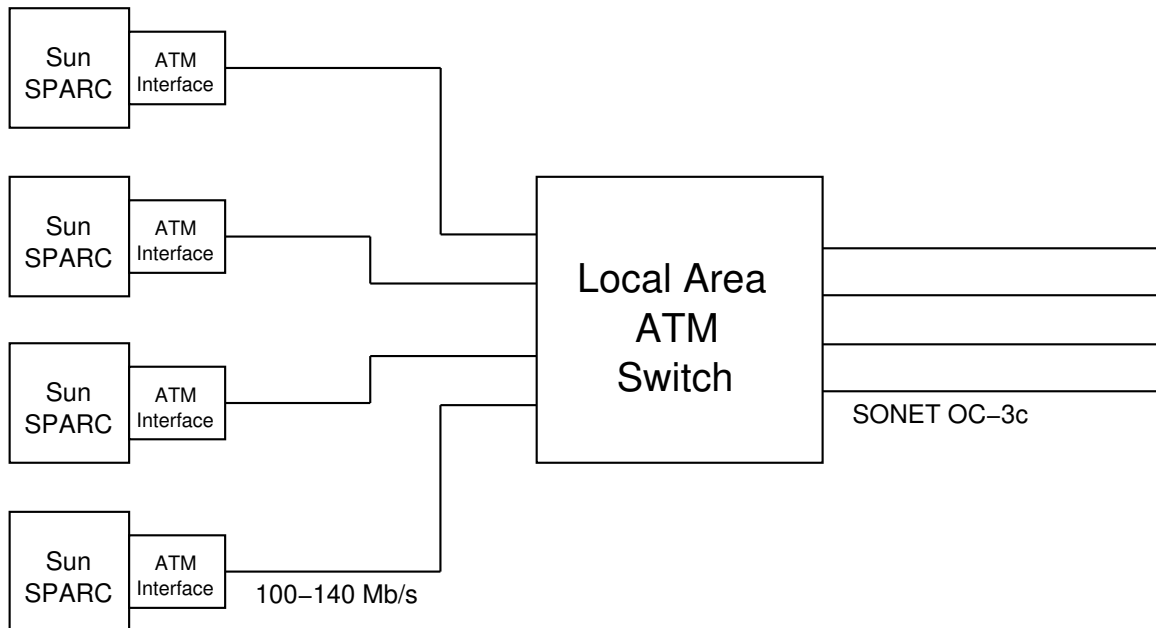 Sun
SPARC
ATM
Interface
Sun
SPARC
ATM
Interface
Local Area
ATM
Switch
Sun
SPARC
ATM
Interface
SONET OC−3c
Sun
SPARC
ATM
Interface
100−140 Mb/s